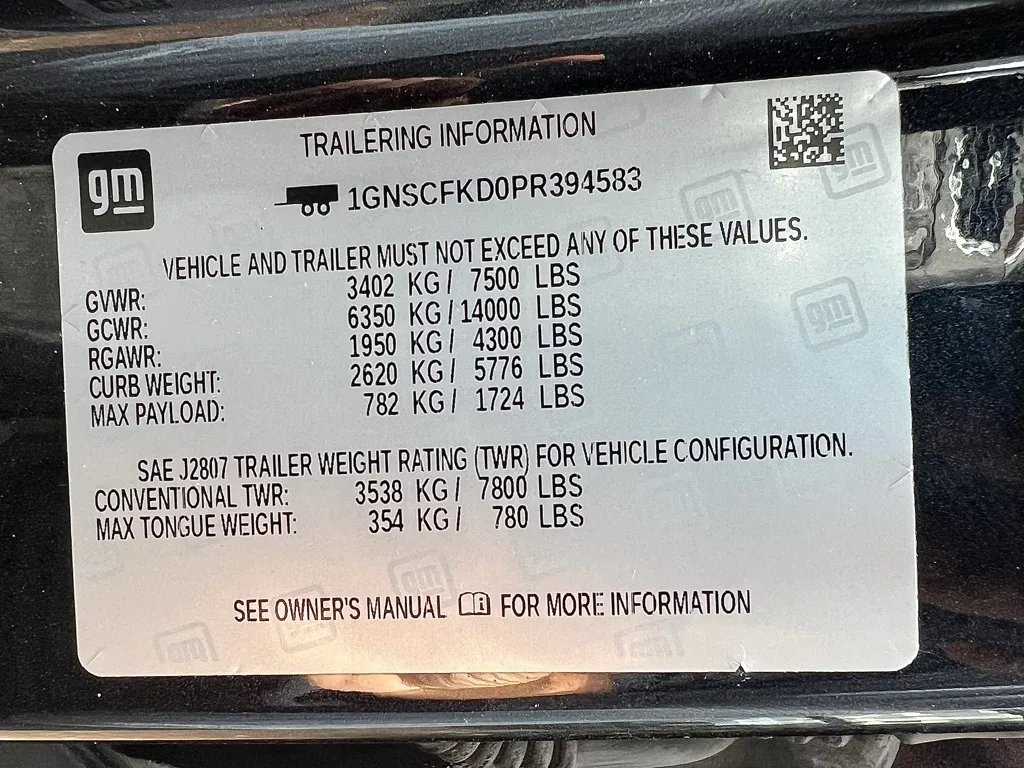 TRAILERING INFORMATION
gm
1GNSCFKD0PR394583
VEHICLE AND TRAILER MUST NOT EXCEED ANY OF THESE VALUES.
GVWR: 3402 KG / 7500 LBS
GCWR: 6350 KG / 14000 LBS
RGAWR: 1950 KG / 4300 LBS
CURB WEIGHT: 2620 KG / 5776 LBS
MAX PAYLOAD: 782 KG / 1724 LBS
SAE J2807 TRAILER WEIGHT RATING (TWR) FOR VEHICLE CONFIGURATION.
CONVENTIONAL TWR: 3538 KG / 7800 LBS
MAX TONGUE WEIGHT: 354 KG / 780 LBS
SEE OWNER'S MANUAL FOR MORE INFORMATION